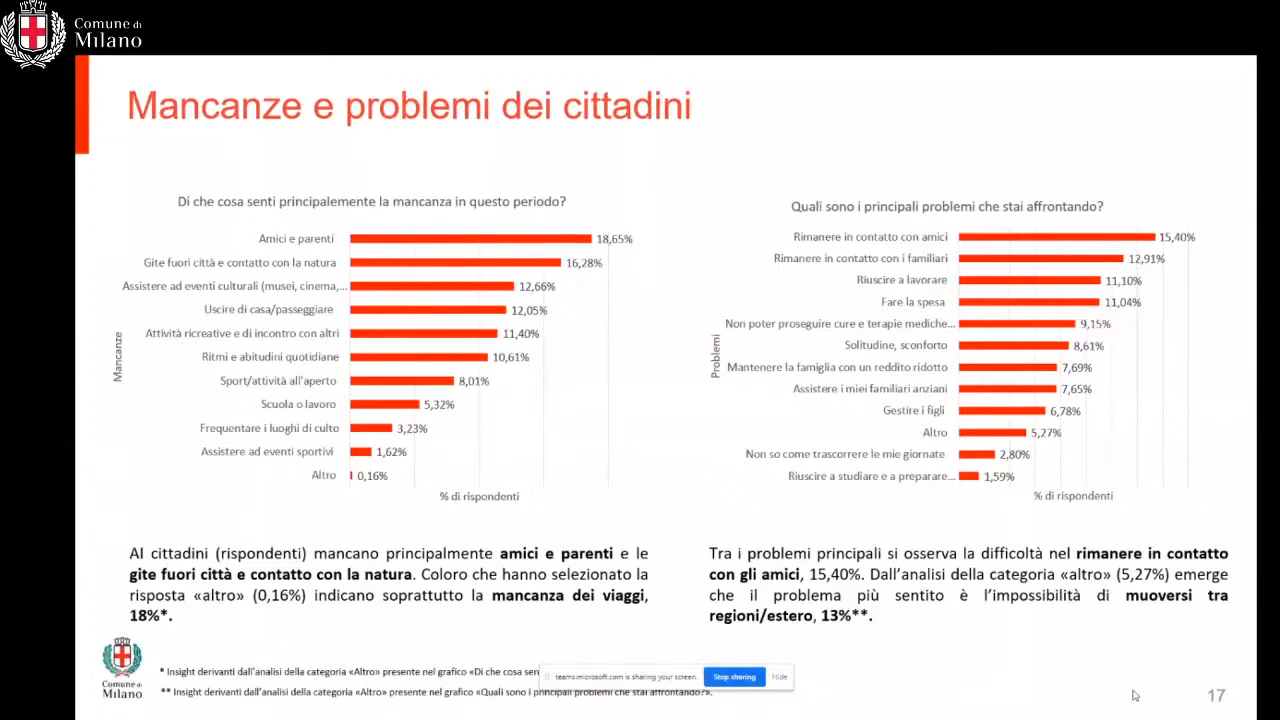 Comune di
Milano
Mancanze e problemi dei cittadini
Di che cosa senti principalemente la mancanza in questo periodo?
Mancanze
Amici e parenti 18,65%
Gite fuori città e contatto con la natura 16,28%
Assistere ad eventi culturali (musei, cinema,... 12,66%
Uscire di casa/passeggiare 12,05%
Attività ricreative e di incontro con altri 11,40%
Ritmi e abitudini quotidiane 10,61%
Sport/attività all'aperto 8,01%
Scuola o lavoro 5,32%
Frequentare i luoghi di culto 3,23%
Assistere ad eventi sportivi 1,62%
Altro 0,16%
% di rispondenti
Quali sono i principali problemi che stai affrontando?
Problemi
Rimanere in contatto con amici 15,40%
Rimanere in contatto con i familiari 12,91%
Riuscire a lavorare 11,10%
Fare la spesa 11,04%
Non poter proseguire cure e terapie mediche... 9,15%
Solitudine, sconforto 8,61%
Mantenere la famiglia con un reddito ridotto 7,69%
Assistere i miei familiari anziani 7,65%
Gestire i figli 6,78%
Altro 5,27%
Non so come trascorrere le mie giornate 2,80%
Riuscire a studiare e a preparare... 1,59%
% di rispondenti
Ai cittadini (rispondenti) mancano principalmente amici e parenti e le
gite fuori città e contatto con la natura. Coloro che hanno selezionato la
risposta «altro» (0,16%) indicano soprattutto la mancanza dei viaggi,
18%*.
Tra i problemi principali si osserva la difficoltà nel rimanere in contatto
con gli amici, 15,40%. Dall'analisi della categoria «altro» (5,27%) emerge
che il problema più sentito è l'impossibilità di muoversi tra
regioni/estero, 13%**.
Comune di
Milano
* Insight derivanti dall'analisi della categoria «Altro» presente nel grafico «Di che cosa sen
** Insight derivanti dall'analisi della categoria «Altro» presente nel grafico «Quali sono i principali problemi che stai affrontando?».
teams.microsoft.com is sharing your screen.
Stop sharing
Hide
17